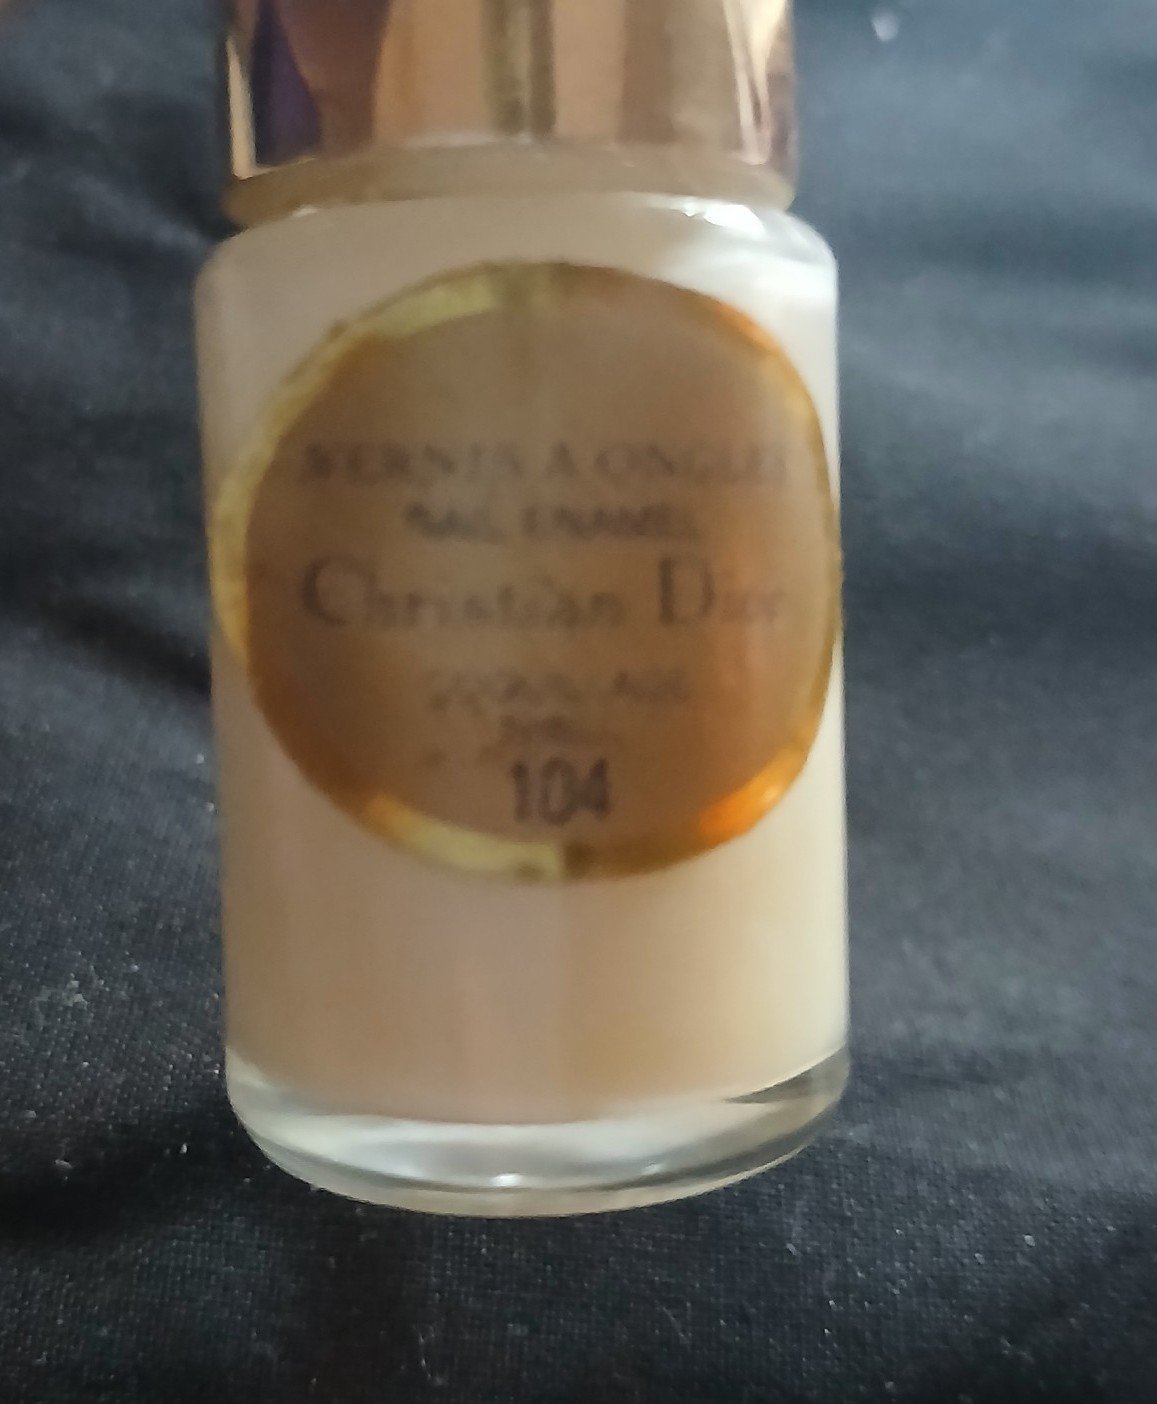 VERNIS A ONGLES
NAIL ENAMEL
Christian Dior
104